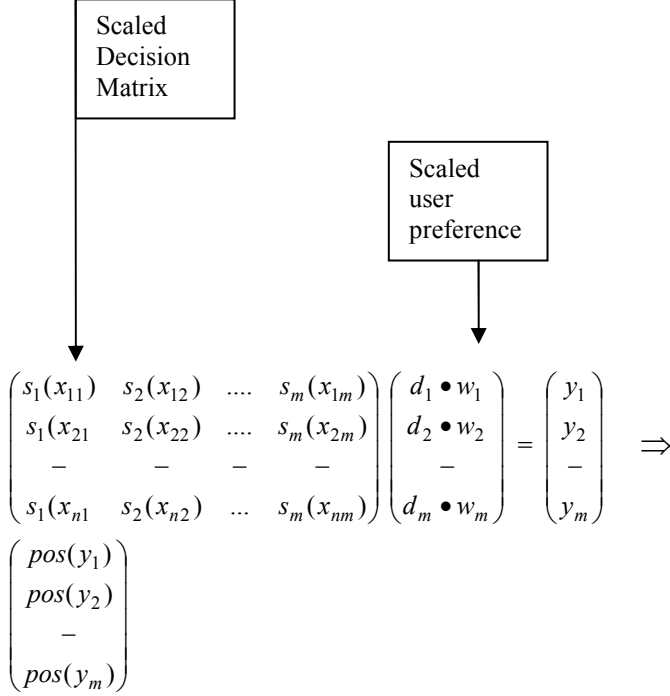 Scaled
Decision
Matrix
Scaled
user
preference
s₁(x₁₁) s₂(x₁₂) .... sₘ(x₁ₘ) d₁ • w₁ y₁
s₁(x₂₁ s₂(x₂₂) .... sₘ(x₂ₘ) d₂ • w₂ = y₂ ⇒
– – – – – –
s₁(xₙ₁ s₂(xₙ₂) ... sₘ(xₙₘ) dₘ • wₘ yₘ
pos(y₁)
pos(y₂)
–
pos(yₘ)